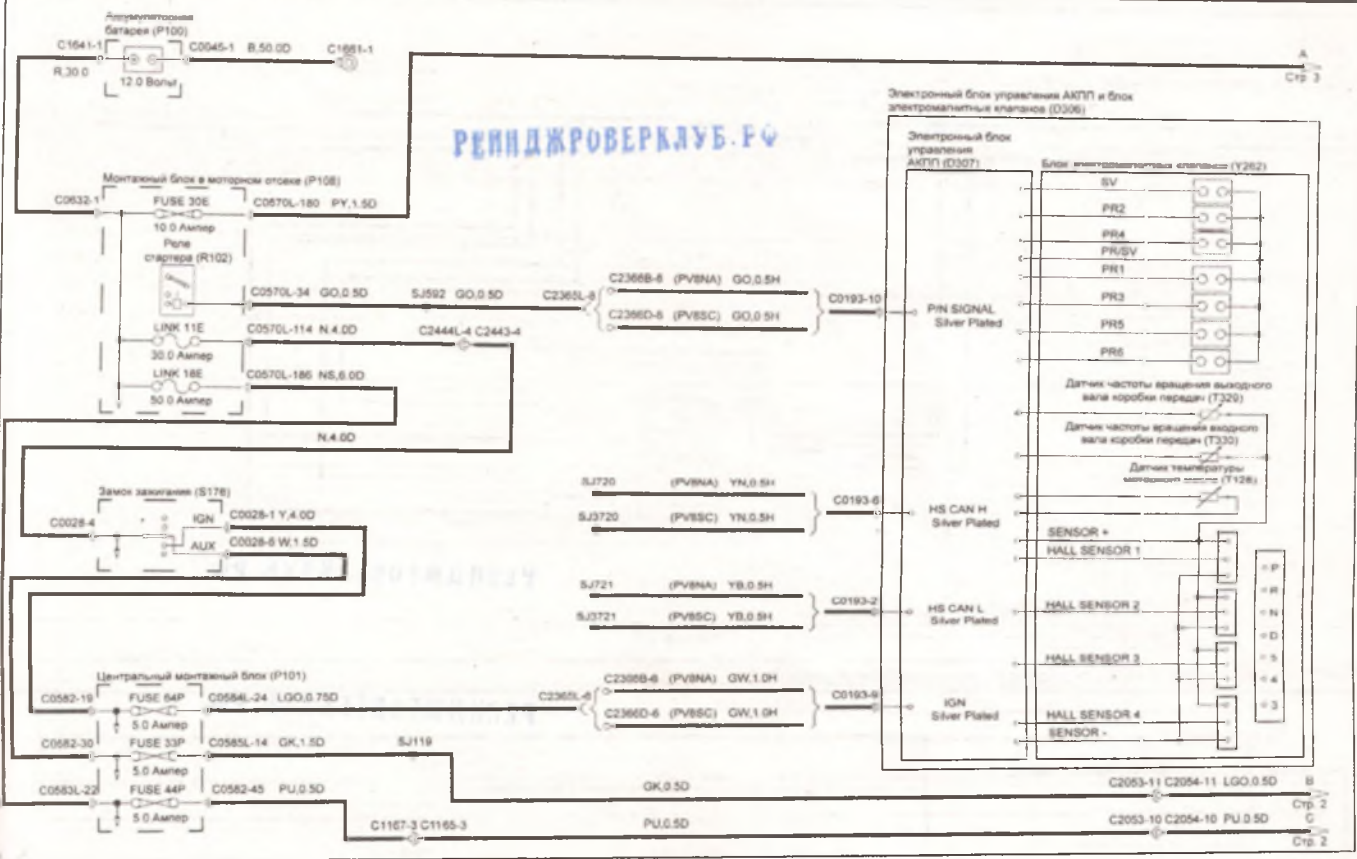 Аккумуляторная
батарея (P100)
C1641-1
C0045-1 B,50.0D
C1661-1
R,30.0
12.0 Вольт
A
Стр. 3
Электронный блок управления АКПП и блок
электромагнитных клапанов (D306)
РЕНИДЖРОВЕРКЛУБ.РФ
Электронный блок
управления
АКПП (D307)
Блок электромагнитных клапанов (Y262)
Монтажный блок в моторном отсеке (P108)
C0632-1
FUSE 30E
C0570L-180 PY,1.5D
10.0 Ампер
Реле
стартера (R102)
SV
PR2
PR4
PR/SV
PR1
PR3
PR5
PR6
C0570L-34 GO,0.5D
SJ592 GO,0.5D
C2365L-8
C2366B-8 (PV8NA) GO,0.5H
C2366D-8 (PV8SC) GO,0.5H
C0193-10
P/N SIGNAL
Silver Plated
LINK 11E
C0570L-114 N,4.0D
C2444L-4 C2443-4
30.0 Ампер
LINK 18E
C0570L-186 NS,6.0D
50.0 Ампер
N,4.0D
Датчик частоты вращения выходного
вала коробки передач (T329)
Датчик частоты вращения входного
вала коробки передач (T330)
Датчик температуры
(T128)
Замок зажигания (S176)
C0028-4
IGN
C0028-1 Y,4.0D
AUX
C0028-6 W,1.5D
SJ720 (PV8NA) YN,0.5H
SJ3720 (PV8SC) YN,0.5H
C0193-6
HS CAN H
Silver Plated
SENSOR +
HALL SENSOR 1
SJ721 (PV8NA) YB,0.5H
SJ3721 (PV8SC) YB,0.5H
C0193-2
HS CAN L
Silver Plated
HALL SENSOR 2
HALL SENSOR 3
HALL SENSOR 4
SENSOR -
P
R
N
D
5
4
3
Центральный монтажный блок (P101)
C0582-19
FUSE 64P
C0584L-24 LGO,0.75D
5.0 Ампер
C2365L-6
C2366B-6 (PV8NA) GW,1.0H
C2366D-6 (PV8SC) GW,1.0H
C0193-9
IGN
Silver Plated
C0582-30
FUSE 33P
C0585L-14 GK,1.5D
SJ119
5.0 Ампер
GK,0.5D
C2053-11 C2054-11 LGO,0.5D
B
Стр. 2
C0583L-22
FUSE 44P
C0582-45 PU,0.5D
5.0 Ампер
C1167-3 C1165-3
PU,0.5D
C2053-10 C2054-10 PU,0.5D
C
Стр. 2